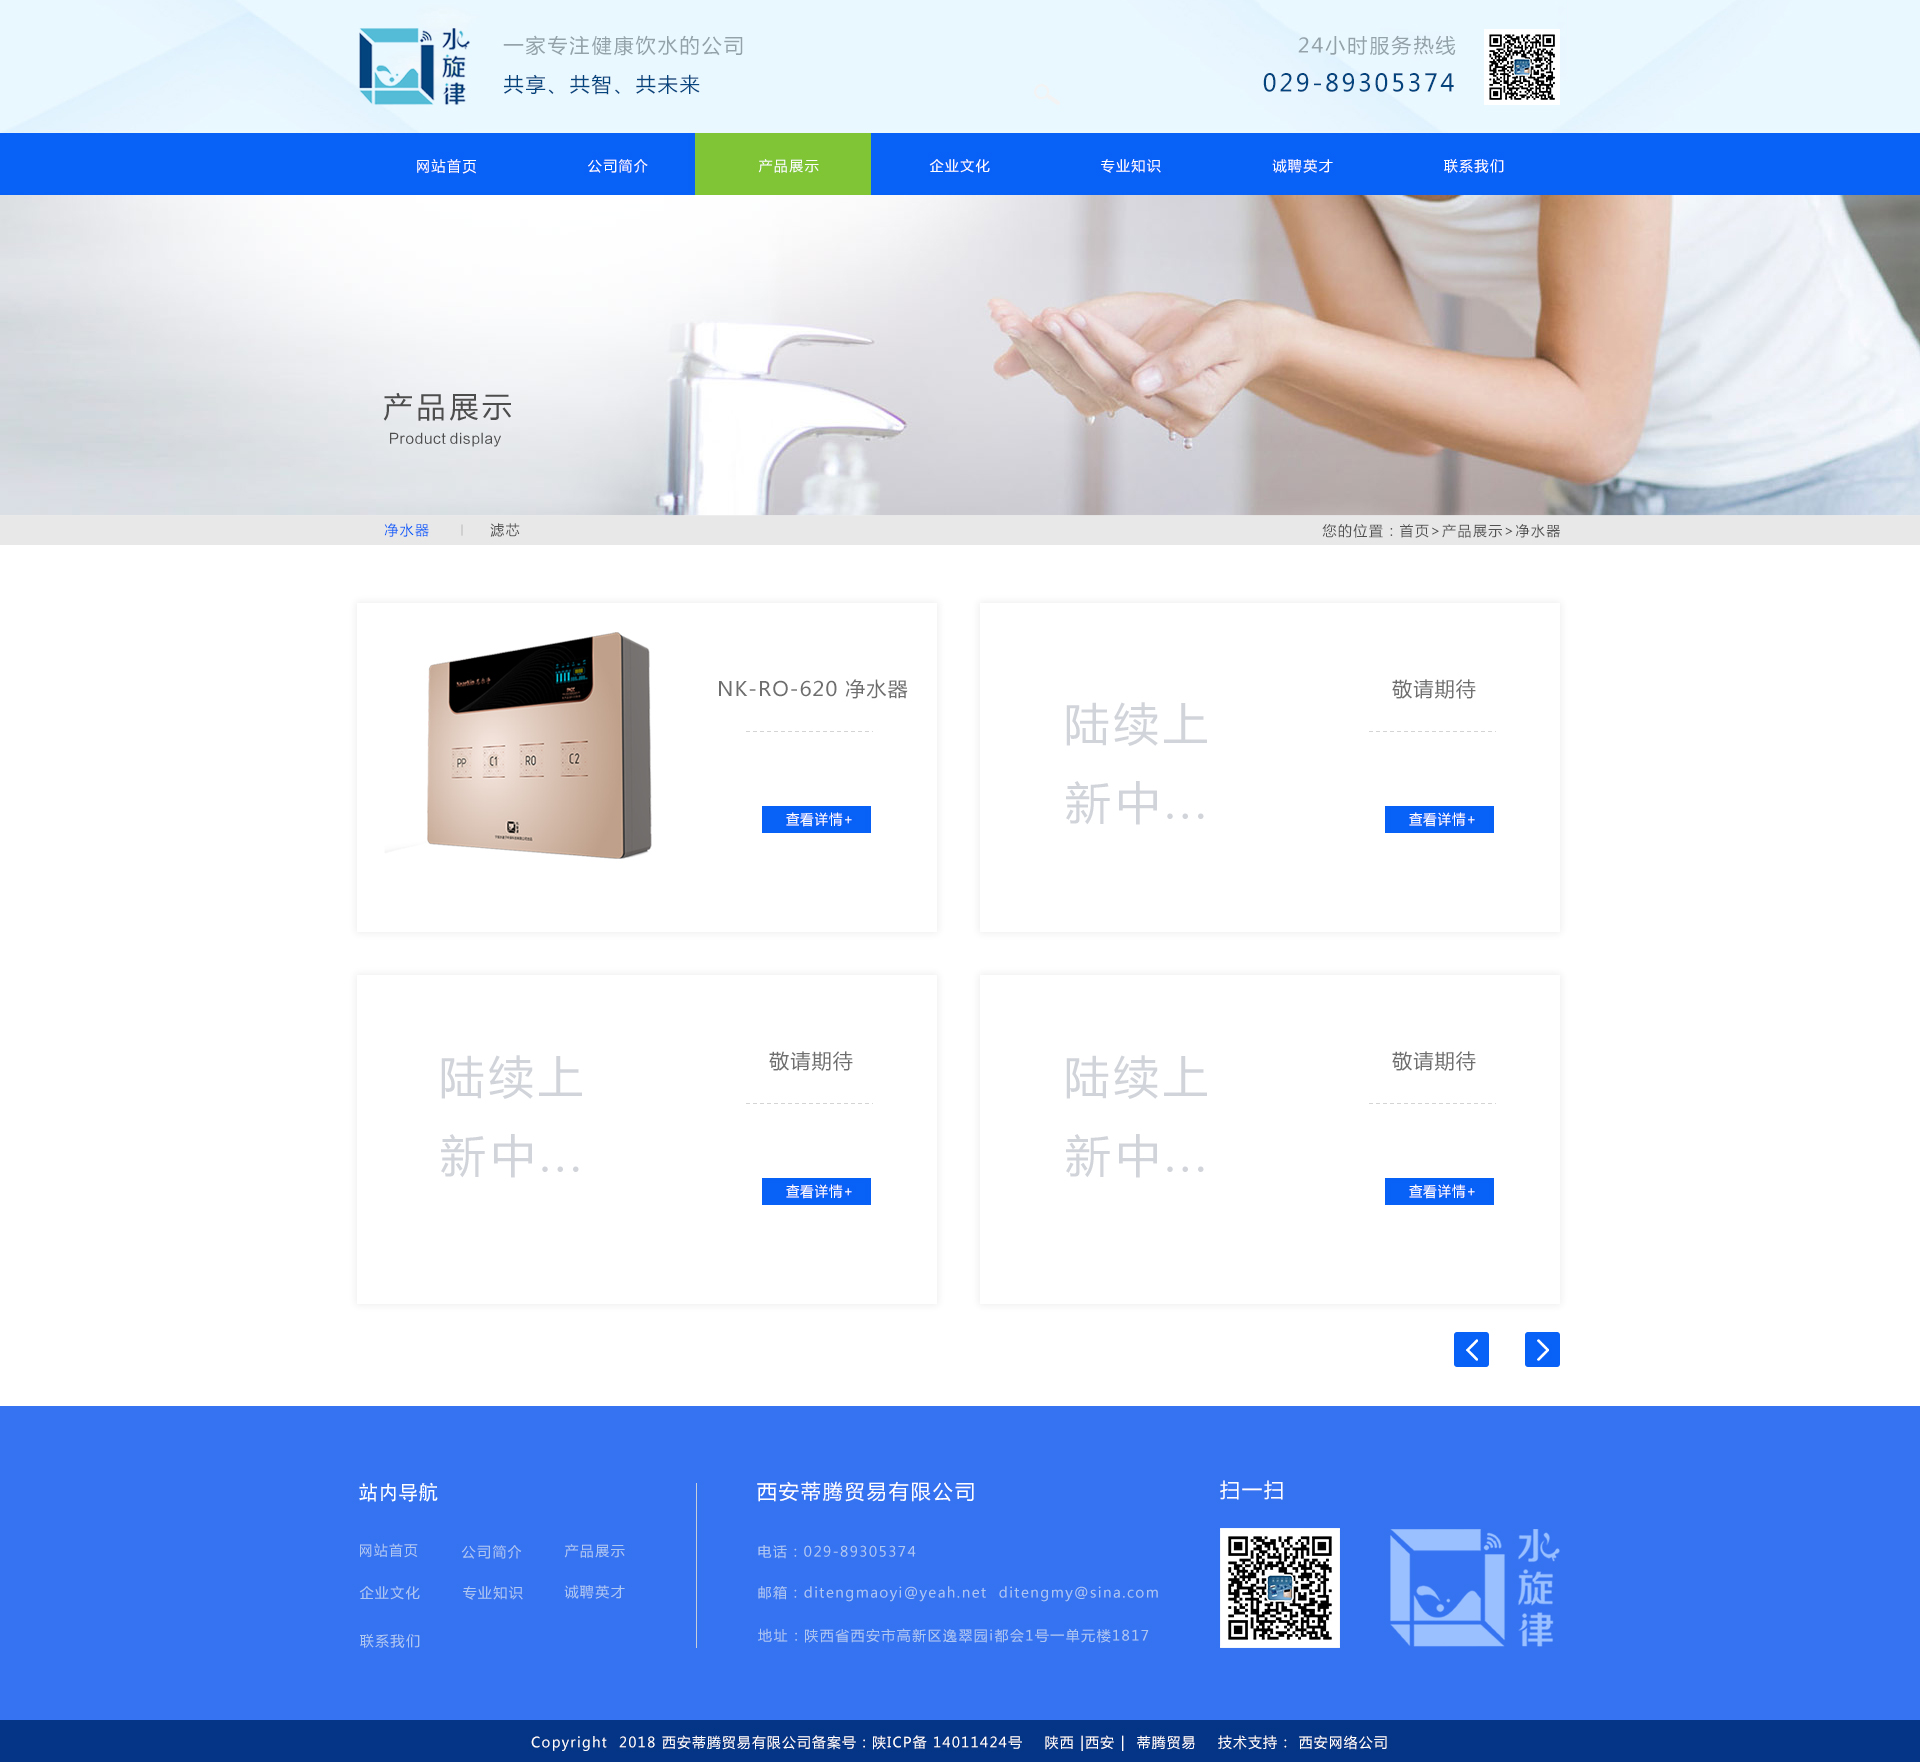 水旋律
一家专注健康饮水的公司
共享、共智、共未来
24小时服务热线
029-89305374
网站首页 公司简介 产品展示 企业文化 专业知识 诚聘英才 联系我们
产品展示
Product display
净水器 | 滤芯
您的位置：首页>产品展示>净水器
PP C1 RO C2
NK-RO-620 净水器
查看详情+
陆续上
新中...
敬请期待
查看详情+
陆续上
新中...
敬请期待
查看详情+
陆续上
新中...
敬请期待
查看详情+
站内导航
网站首页 公司简介 产品展示
企业文化 专业知识 诚聘英才
联系我们
西安蒂腾贸易有限公司
电话：029-89305374
邮箱：ditengmaoyi@yeah.net ditengmy@sina.com
地址：陕西省西安市高新区逸翠园i都会1号一单元楼1817
扫一扫
水旋律
Copyright 2018 西安蒂腾贸易有限公司备案号：陕ICP备 14011424号 陕西 |西安 | 蒂腾贸易 技术支持： 西安网络公司